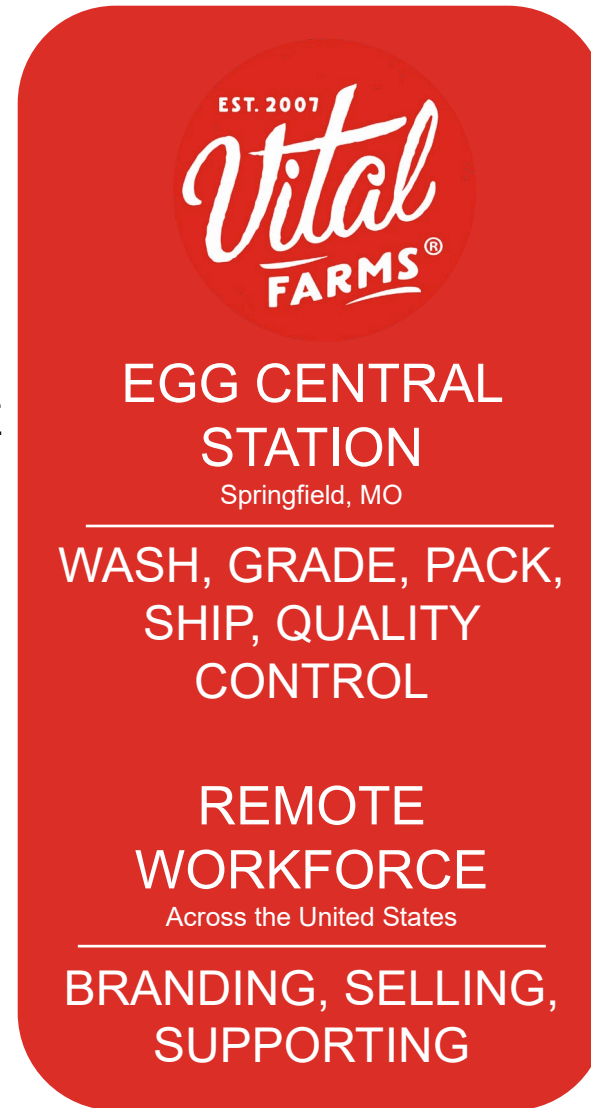 EST. 2007
Vital
FARMS®
EGG CENTRAL
STATION
Springfield, MO
WASH, GRADE, PACK,
SHIP, QUALITY
CONTROL
REMOTE
WORKFORCE
Across the United States
BRANDING, SELLING,
SUPPORTING